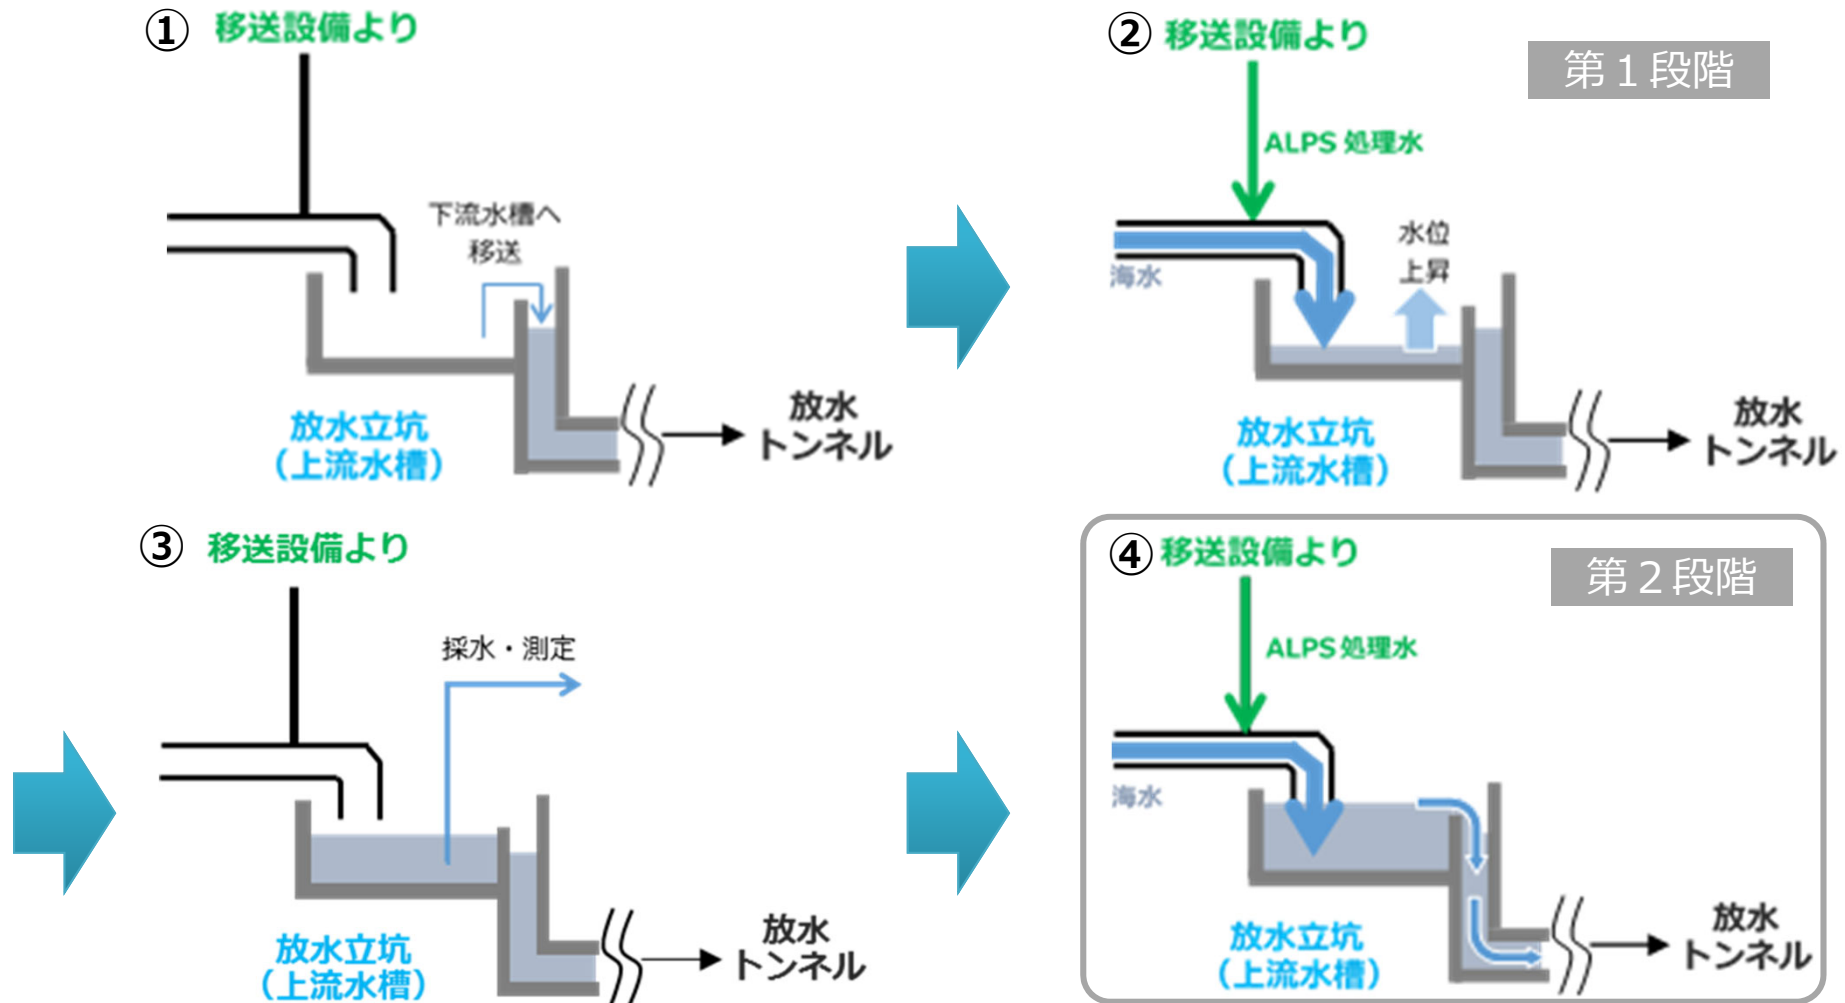 ① 移送設備より
下流水槽へ
移送
放水立坑
（上流水槽）
放水
トンネル
② 移送設備より
第１段階
ALPS 処理水
海水
水位
上昇
放水立坑
（上流水槽）
放水
トンネル
③ 移送設備より
採水・測定
放水立坑
（上流水槽）
放水
トンネル
④ 移送設備より
第２段階
ALPS 処理水
海水
放水立坑
（上流水槽）
放水
トンネル